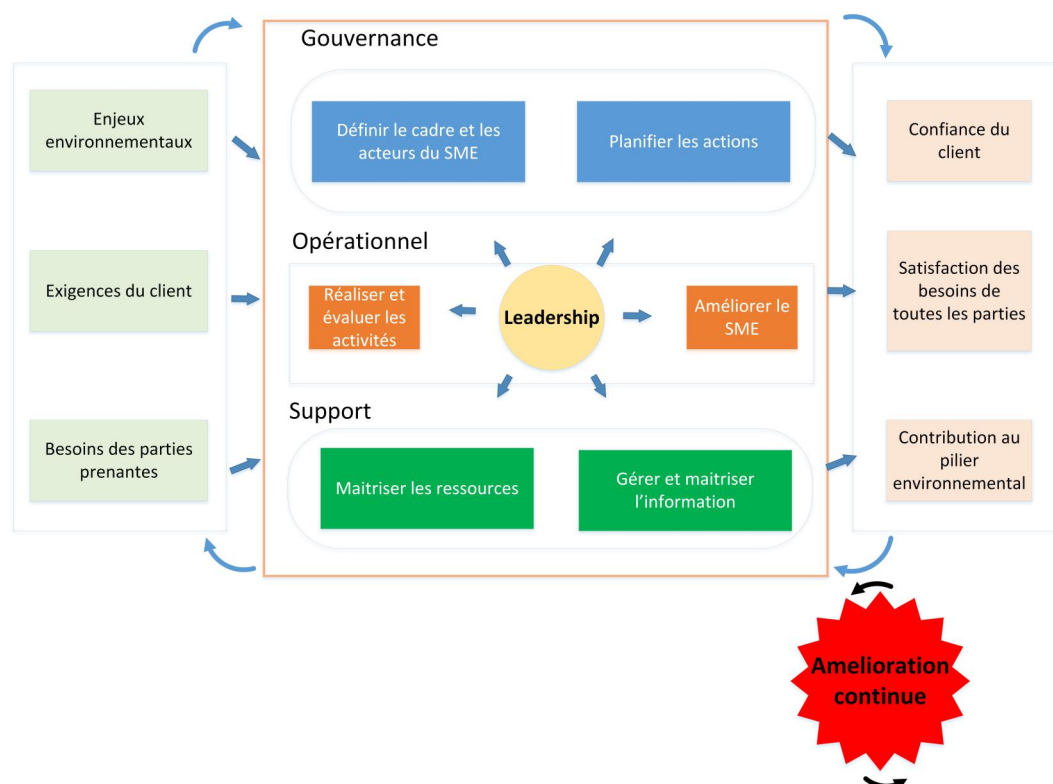 Gouvernance
Enjeux
environnementaux
Définir le cadre et les
acteurs du SME
Planifier les actions
Confiance du
client
Opérationnel
Exigences du client
Réaliser et
évaluer les
activités
Leadership
Améliorer le
SME
Satisfaction des
besoins de
toutes les parties
Support
Besoins des parties
prenantes
Maitriser les ressources
Gérer et maitriser
l’information
Contribution au
pilier
environnemental
Amelioration
continue